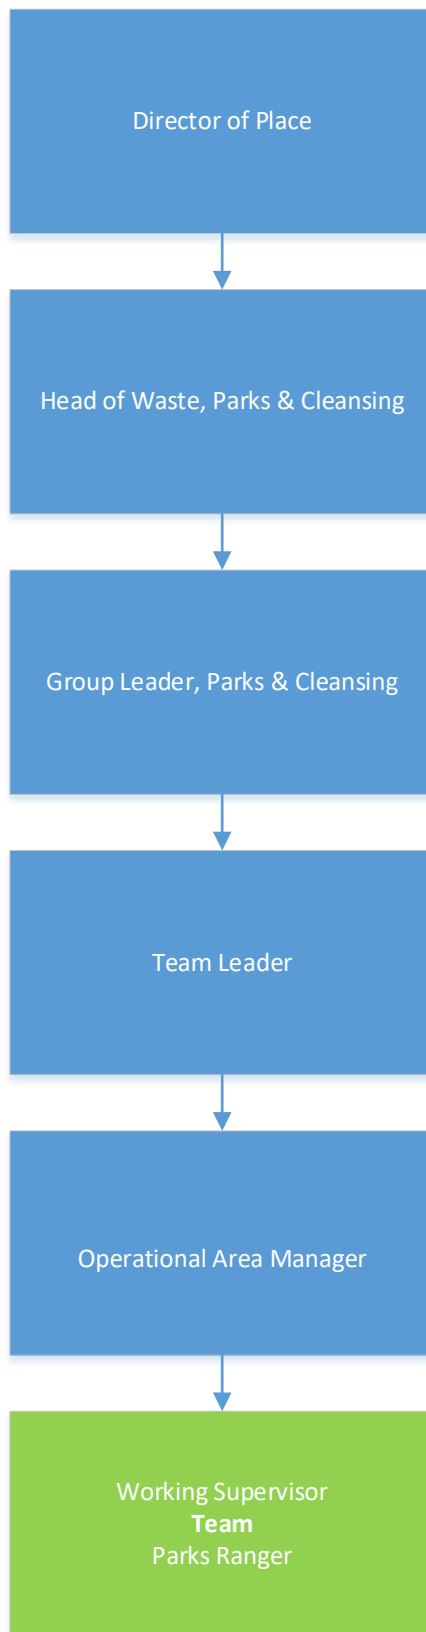 Director of Place
Head of Waste, Parks & Cleansing
Group Leader, Parks & Cleansing
Team Leader
Operational Area Manager
Working Supervisor
Team
Parks Ranger